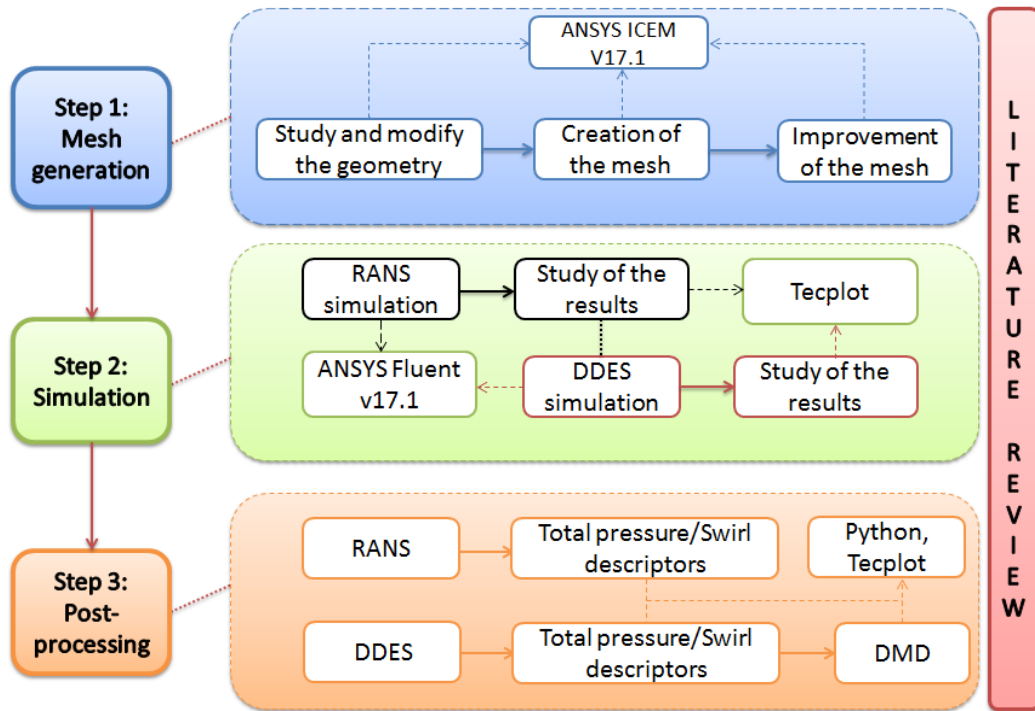 Step 1:
Mesh
generation
ANSYS ICEM
V17.1
Study and modify
the geometry
Creation of
the mesh
Improvement
of the mesh
Step 2:
Simulation
RANS
simulation
Study of the
results
Tecplot
ANSYS Fluent
v17.1
DDES
simulation
Study of the
results
Step 3:
Post-
processing
RANS
Total pressure/Swirl
descriptors
Python,
Tecplot
DDES
Total pressure/Swirl
descriptors
DMD
LITERATURE REVIEW